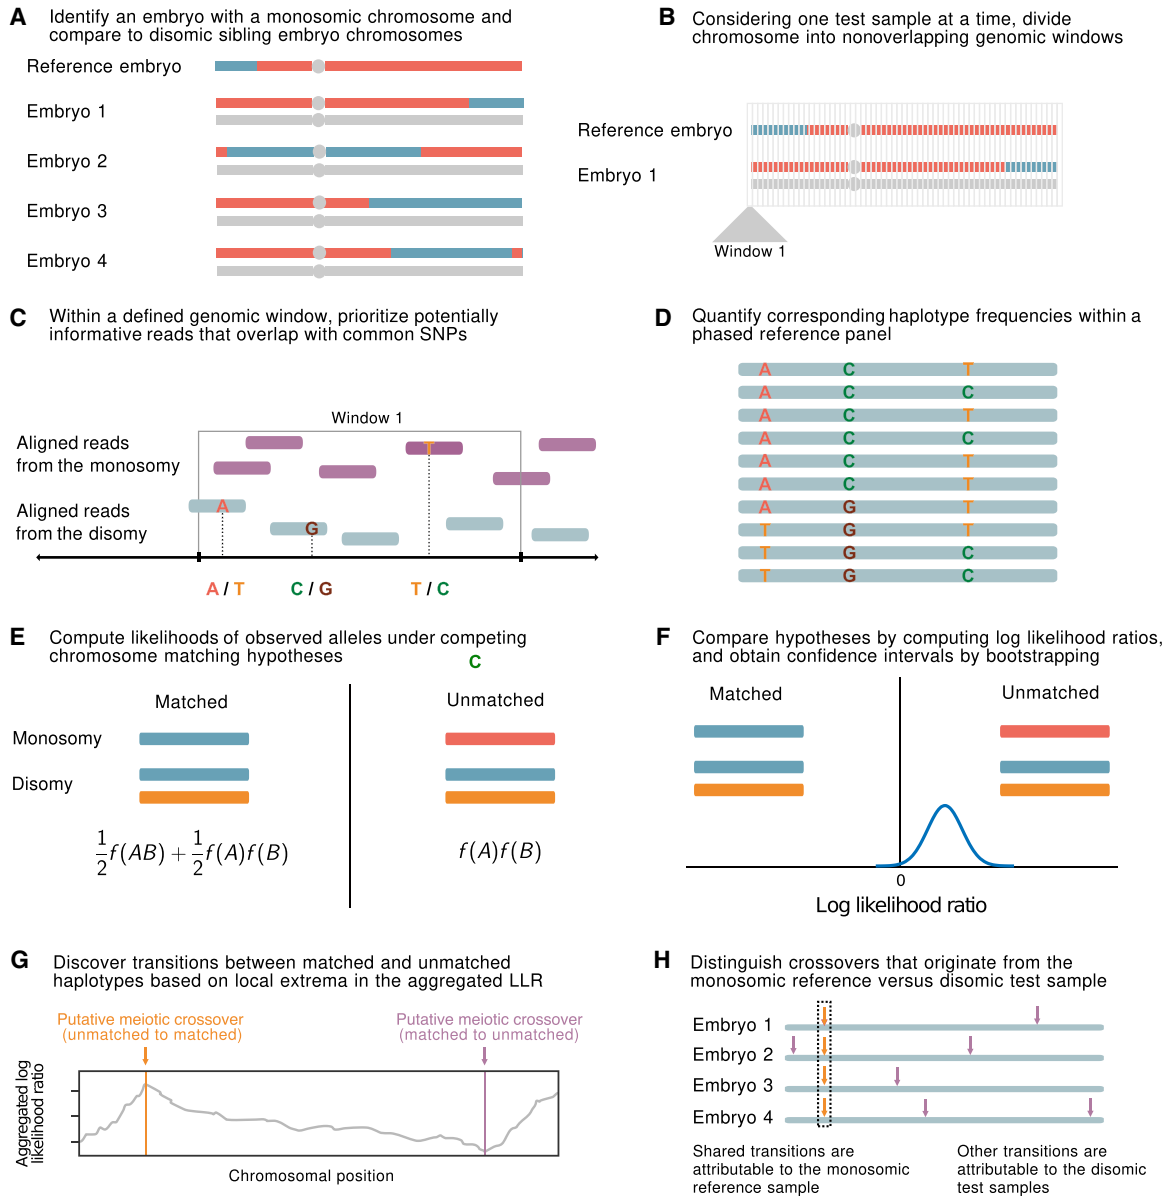 A
Identify an embryo with a monosomic chromosome and
compare to disomic sibling embryo chromosomes
Reference embryo
Embryo 1
Embryo 2
Embryo 3
Embryo 4
B
Considering one test sample at a time, divide
chromosome into nonoverlapping genomic windows
Reference embryo
Embryo 1
Window 1
C
Within a defined genomic window, prioritize potentially
informative reads that overlap with common SNPs
Window 1
Aligned reads
from the monosomy
T
Aligned reads
from the disomy
A
G
A / T C / G T / C
D
Quantify corresponding haplotype frequencies within a
phased reference panel
A C T
A C C
A C T
A C C
A C T
A C T
A G T
T G T
T G C
T G C
E
Compute likelihoods of observed alleles under competing
chromosome matching hypotheses
C
Matched
Unmatched
Monosomy
Disomy
1/2 f(AB) + 1/2 f(A)f(B)
f(A)f(B)
F
Compare hypotheses by computing log likelihood ratios,
and obtain confidence intervals by bootstrapping
Matched
Unmatched
0
Log likelihood ratio
G
Discover transitions between matched and unmatched
haplotypes based on local extrema in the aggregated LLR
Putative meiotic crossover
(unmatched to matched)
Putative meiotic crossover
(matched to unmatched)
Aggregated log
likelihood ratio
Chromosomal position
H
Distinguish crossovers that originate from the
monosomic reference versus disomic test sample
Embryo 1
Embryo 2
Embryo 3
Embryo 4
Shared transitions are
attributable to the monosomic
reference sample
Other transitions are
attributable to the disomic
test samples